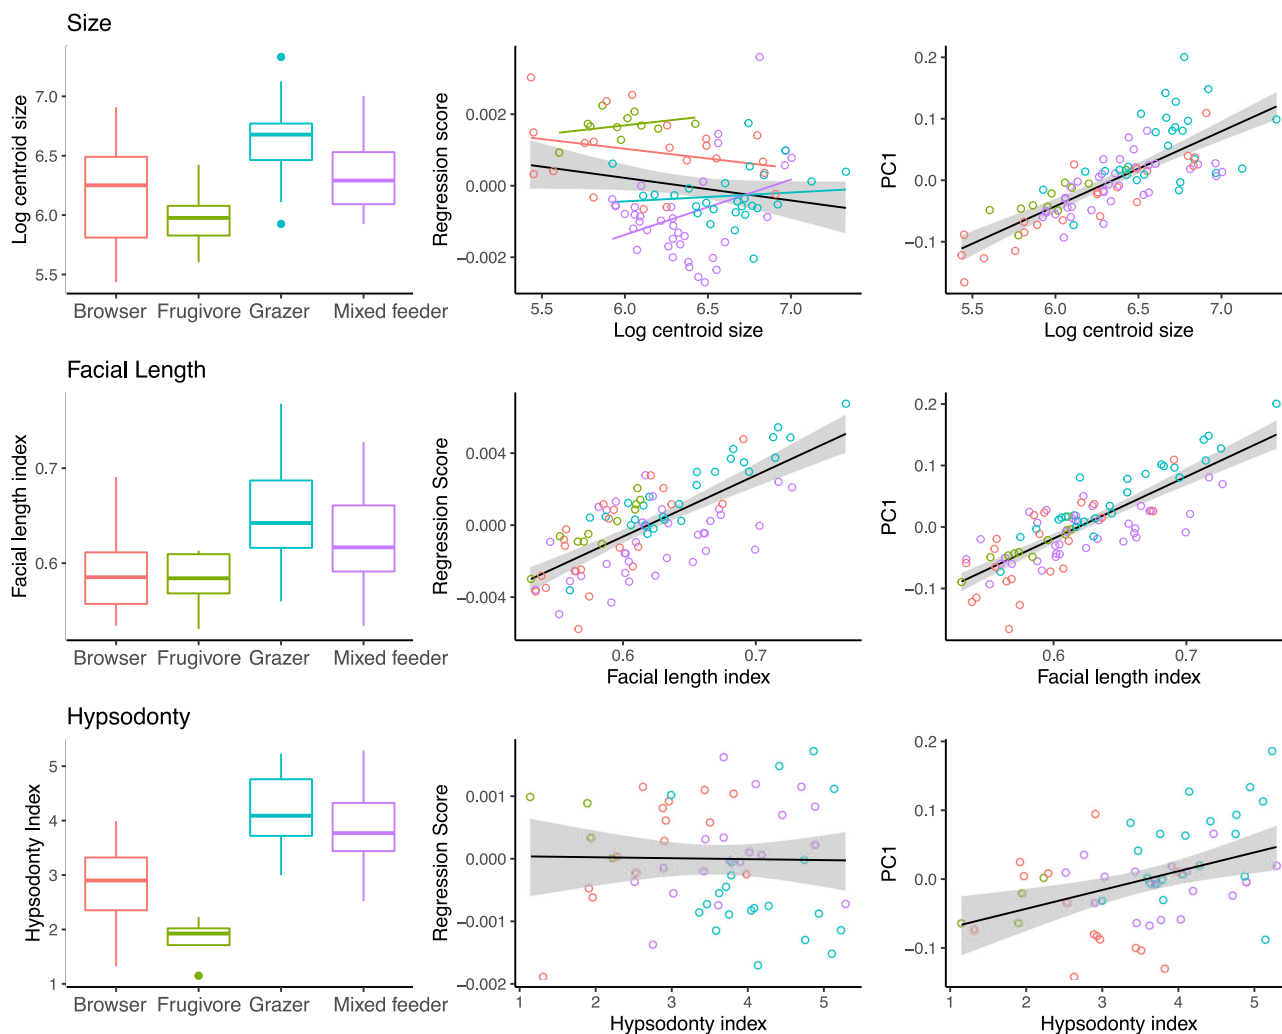 Size
Log centroid size
7.0
6.5
6.0
5.5
Browser Frugivore Grazer Mixed feeder
Regression score
0.002
0.000
−0.002
5.5 6.0 6.5 7.0
Log centroid size
PC1
0.2
0.1
0.0
−0.1
5.5 6.0 6.5 7.0
Log centroid size
Facial Length
Facial length index
0.7
0.6
Browser Frugivore Grazer Mixed feeder
Regression Score
0.004
0.000
−0.004
0.6 0.7
Facial length index
PC1
0.2
0.1
0.0
−0.1
0.6 0.7
Facial length index
Hypsodonty
Hypsodonty Index
5
4
3
2
1
Browser Frugivore Grazer Mixed feeder
Regression Score
0.001
0.000
−0.001
−0.002
1 2 3 4 5
Hypsodonty index
PC1
0.2
0.1
0.0
−0.1
1 2 3 4 5
Hypsodonty index